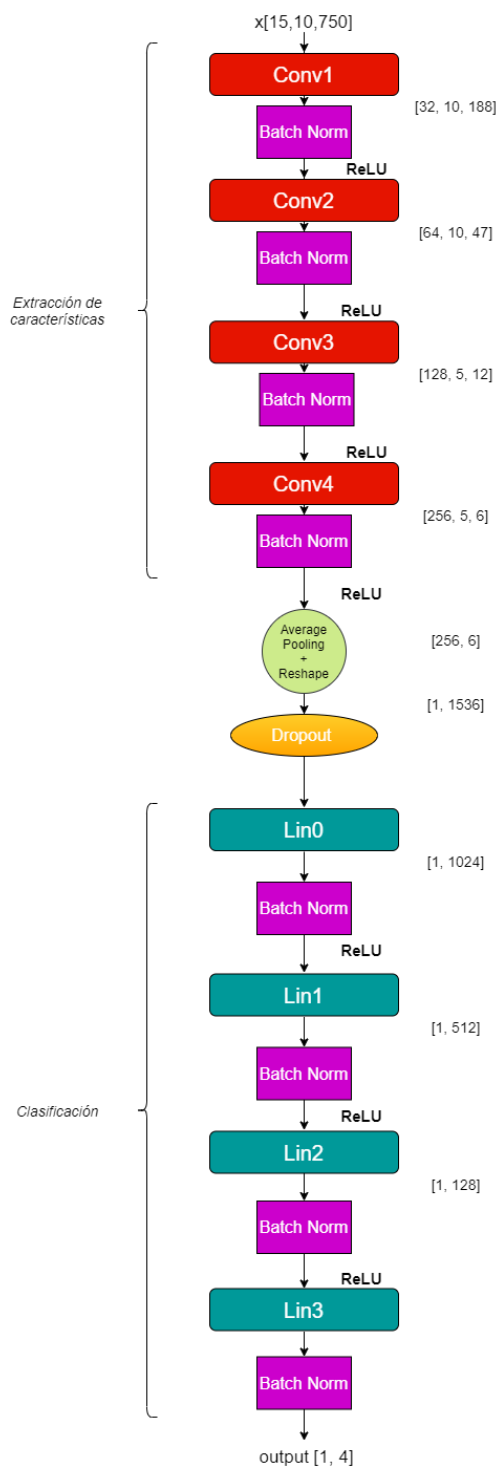 x[15,10,750]
Conv1
[32, 10, 188]
Batch Norm
ReLU
Conv2
[64, 10, 47]
Batch Norm
Extracción de
característícas
ReLU
Conv3
[128, 5, 12]
Batch Norm
ReLU
Conv4
[256, 5, 6]
Batch Norm
ReLU
Average
Pooling
+
Reshape
[256, 6]
[1, 1536]
Dropout
Lin0
[1, 1024]
Batch Norm
ReLU
Lin1
[1, 512]
Batch Norm
Clasificación
ReLU
Lin2
[1, 128]
Batch Norm
ReLU
Lin3
Batch Norm
output [1, 4]